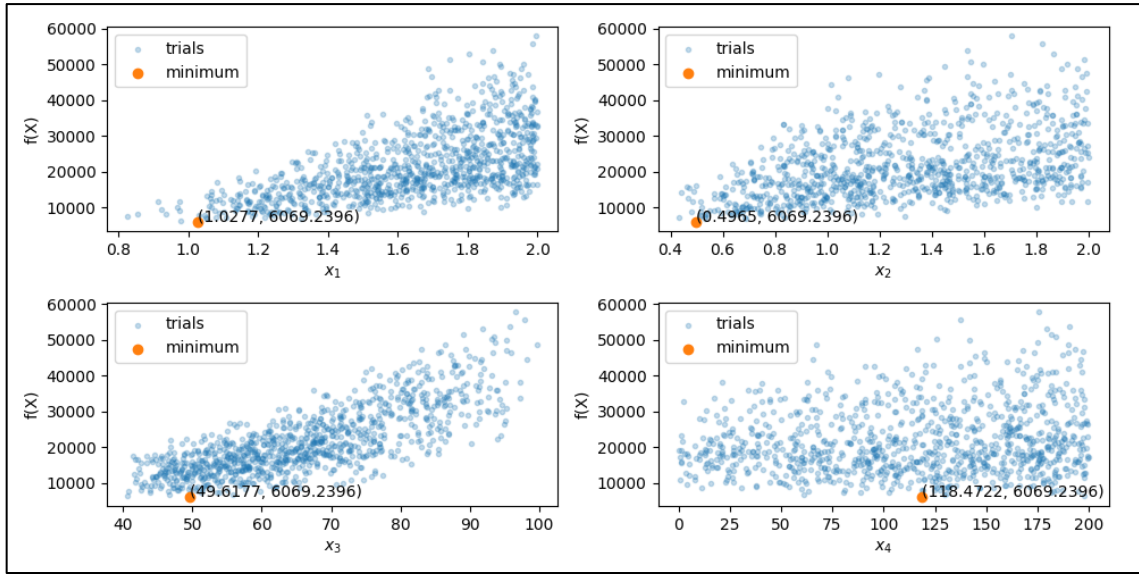 60000
50000
40000
30000
20000
10000
f(X)
trials
minimum
(1.0277, 6069.2396)
0.8 1.0 1.2 1.4 1.6 1.8 2.0
x₁
60000
50000
40000
30000
20000
10000
f(X)
trials
minimum
(0.4965, 6069.2396)
0.4 0.6 0.8 1.0 1.2 1.4 1.6 1.8 2.0
x₂
60000
50000
40000
30000
20000
10000
f(X)
trials
minimum
(49.6177, 6069.2396)
40 50 60 70 80 90 100
x₃
60000
50000
40000
30000
20000
10000
f(X)
trials
minimum
(118.4722, 6069.2396)
0 25 50 75 100 125 150 175 200
x₄